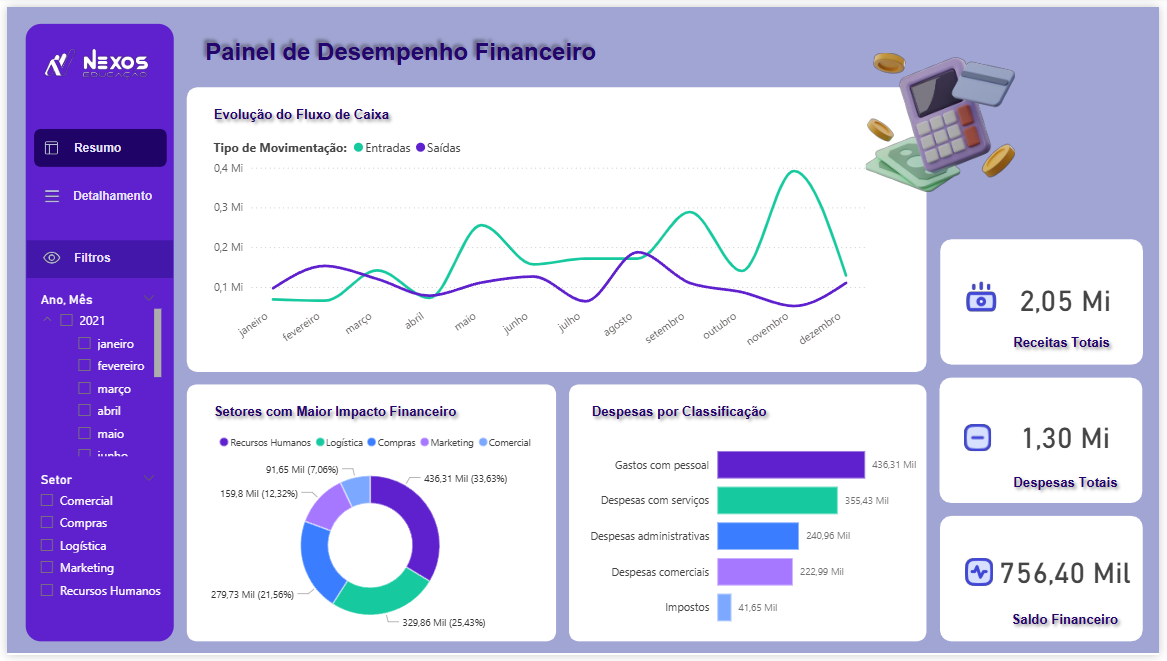 NEXOS
EDUCAÇÃO
Resumo
Detalhamento
Filtros
Ano, Mês
2021
janeiro
fevereiro
março
abril
maio
junho
Setor
Comercial
Compras
Logística
Marketing
Recursos Humanos
Painel de Desempenho Financeiro
Evolução do Fluxo de Caixa
Tipo de Movimentação: Entradas Saídas
0,4 Mi
0,3 Mi
0,2 Mi
0,1 Mi
janeiro fevereiro março abril maio junho julho agosto setembro outubro novembro dezembro
Setores com Maior Impacto Financeiro
Recursos Humanos Logística Compras Marketing Comercial
91,65 Mil (7,06%)
436,31 Mil (33,63%)
159,8 Mil (12,32%)
279,73 Mil (21,56%)
329,86 Mil (25,43%)
Despesas por Classificação
Gastos com pessoal 436,31 Mil
Despesas com serviços 355,43 Mil
Despesas administrativas 240,96 Mil
Despesas comerciais 222,99 Mil
Impostos 41,65 Mil
2,05 Mi
Receitas Totais
1,30 Mi
Despesas Totais
756,40 Mil
Saldo Financeiro